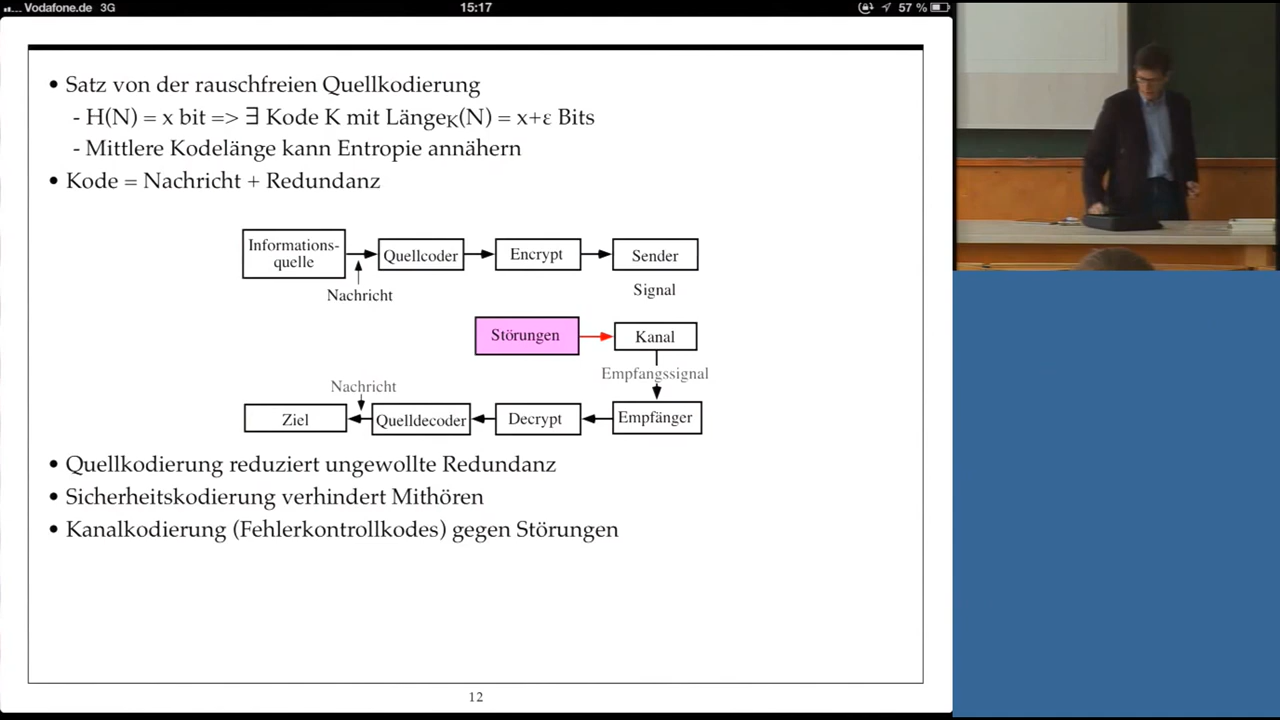 Vodafone.de 3G 15:17 57 %
• Satz von der rauschfreien Quellkodierung
- H(N) = x bit => ∃ Kode K mit LängeK(N) = x+ε Bits
- Mittlere Kodelänge kann Entropie annähern
• Kode = Nachricht + Redundanz
Informations-
quelle
Quellcoder
Encrypt
Sender
Nachricht
Signal
Störungen
Kanal
Empfangssignal
Nachricht
Ziel
Quelldecoder
Decrypt
Empfänger
• Quellkodierung reduziert ungewollte Redundanz
• Sicherheitskodierung verhindert Mithören
• Kanalkodierung (Fehlerkontrollkodes) gegen Störungen
12